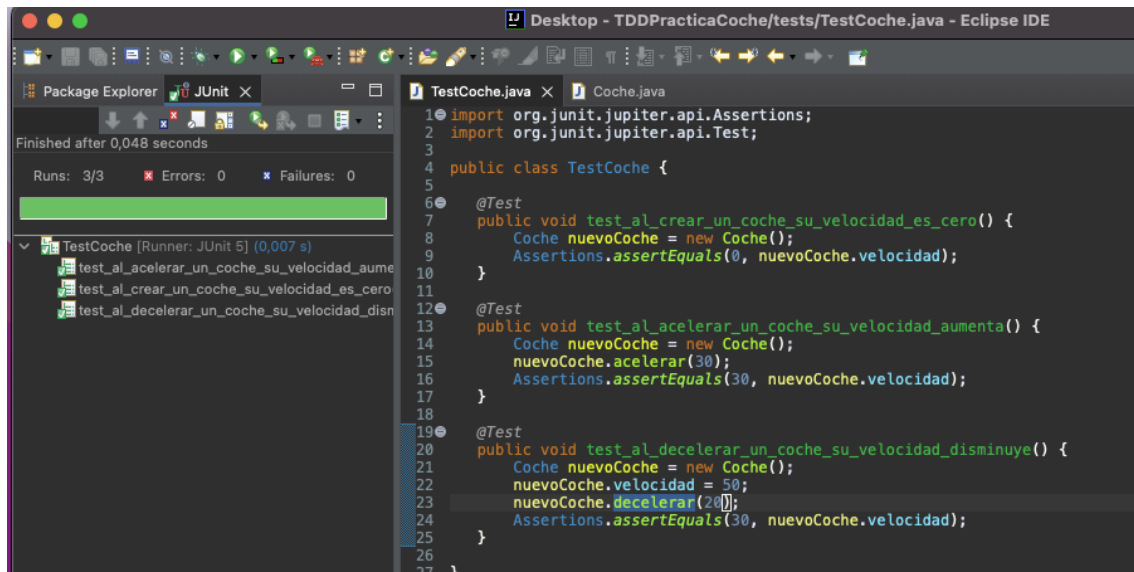 Desktop - TDDPracticaCoche/tests/TestCoche.java - Eclipse IDE
Package Explorer JUnit
TestCoche.java Coche.java
Finished after 0,048 seconds
Runs: 3/3 Errors: 0 Failures: 0
TestCoche [Runner: JUnit 5] (0,007 s)
test_al_acelerar_un_coche_su_velocidad_aume
test_al_crear_un_coche_su_velocidad_es_cero
test_al_decelerar_un_coche_su_velocidad_disn
1 import org.junit.jupiter.api.Assertions;
2 import org.junit.jupiter.api.Test;
3
4 public class TestCoche {
5
6 @Test
7 public void test_al_crear_un_coche_su_velocidad_es_cero() {
8 Coche nuevoCoche = new Coche();
9 Assertions.assertEquals(0, nuevoCoche.velocidad);
10 }
11
12 @Test
13 public void test_al_acelerar_un_coche_su_velocidad_aumenta() {
14 Coche nuevoCoche = new Coche();
15 nuevoCoche.acelerar(30);
16 Assertions.assertEquals(30, nuevoCoche.velocidad);
17 }
18
19 @Test
20 public void test_al_decelerar_un_coche_su_velocidad_disminuye() {
21 Coche nuevoCoche = new Coche();
22 nuevoCoche.velocidad = 50;
23 nuevoCoche.decelerar(20);
24 Assertions.assertEquals(30, nuevoCoche.velocidad);
25 }
26
27 }